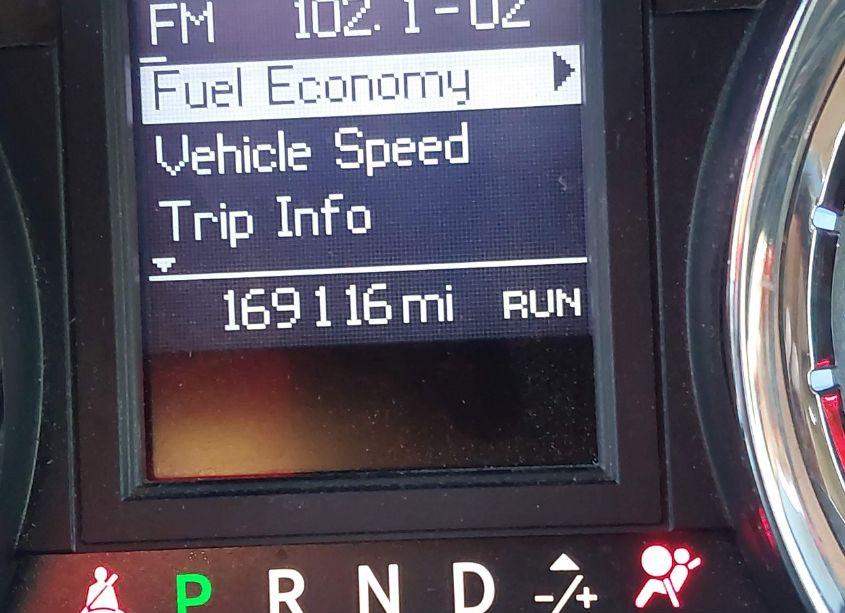 FM 102.1-02
Fuel Economy
Vehicle Speed
Trip Info
169116 mi RUN
P R N D -/+